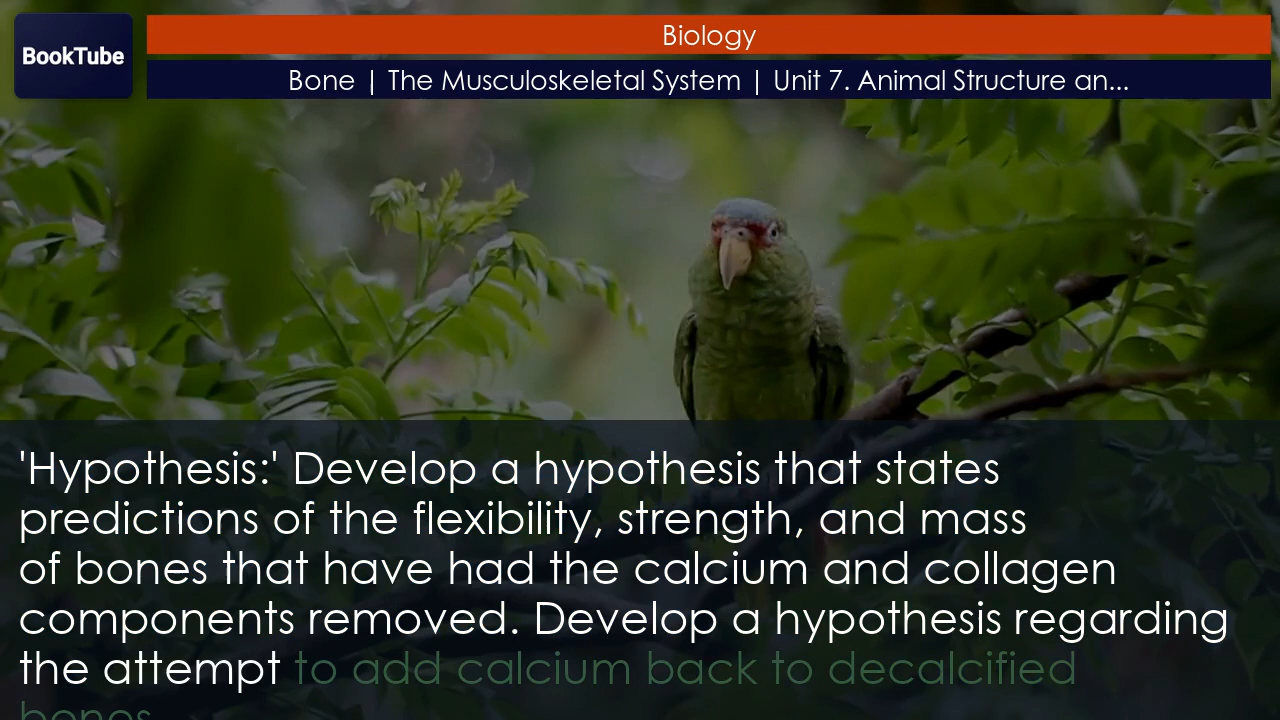 BookTube
Biology
Bone | The Musculoskeletal System | Unit 7. Animal Structure an...
'Hypothesis:' Develop a hypothesis that states
predictions of the flexibility, strength, and mass
of bones that have had the calcium and collagen
components removed. Develop a hypothesis regarding
the attempt to add calcium back to decalcified
bones.